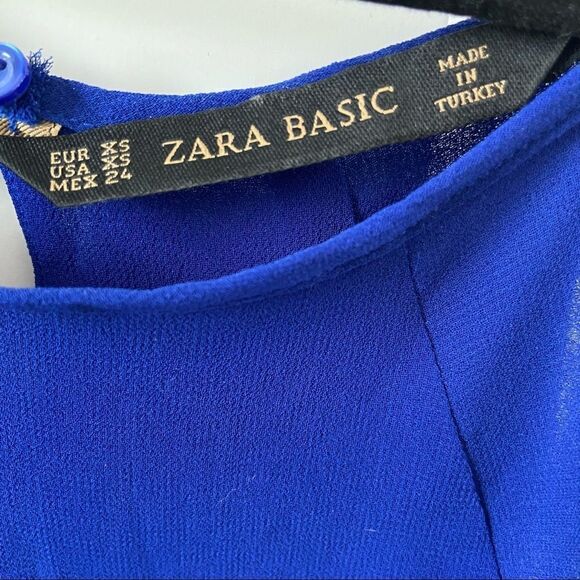 EUR XS
USA XS
MEX 24
ZARA BASIC
MADE
IN
TURKEY